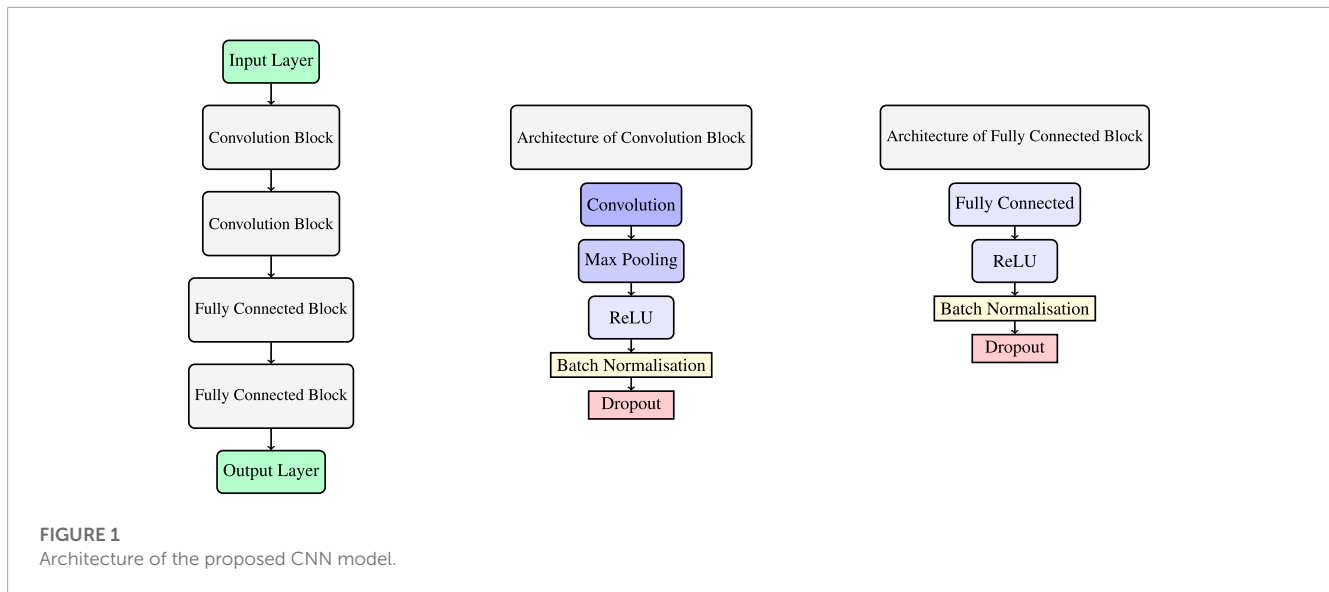 Input Layer
Convolution Block
Convolution Block
Fully Connected Block
Fully Connected Block
Output Layer
Architecture of Convolution Block
Convolution
Max Pooling
ReLU
Batch Normalisation
Dropout
Architecture of Fully Connected Block
Fully Connected
ReLU
Batch Normalisation
Dropout
FIGURE 1
Architecture of the proposed CNN model.